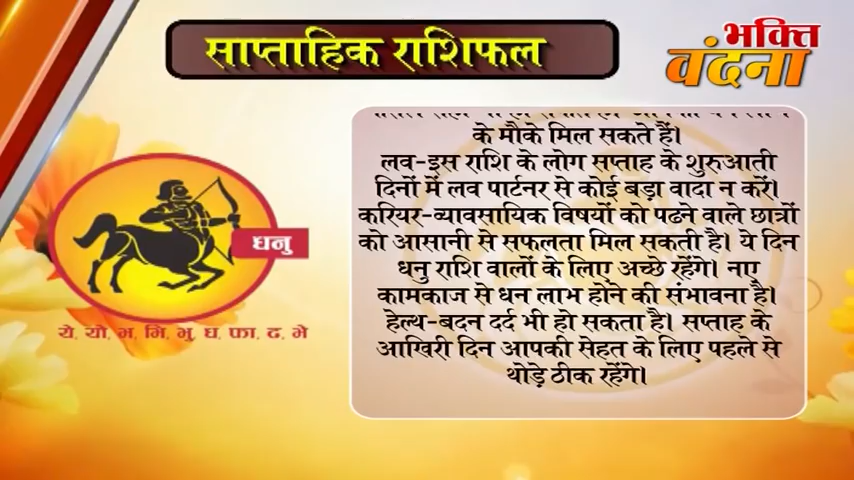 साप्ताहिक राशिफल
भक्ति
वंदना
के मौके मिल सकते हैं।
लव-इस राशि के लोग सप्ताह के शुरुआती
दिनों में लव पार्टनर से कोई बड़ा वादा न करें।
करियर-व्यावसायिक विषयों को पढने वाले छात्रों
को आसानी से सफलता मिल सकती है। ये दिन
धनु राशि वालों के लिए अच्छे रहेंगे। नए
कामकाज से धन लाभ होने की संभावना है।
हेल्थ-बदन दर्द भी हो सकता है। सप्ताह के
आखिरी दिन आपकी सेहत के लिए पहले से
थोड़े ठीक रहेंगे।
धनु
ये, यो, भ, भि, भु, ध, फा, ढ, भे